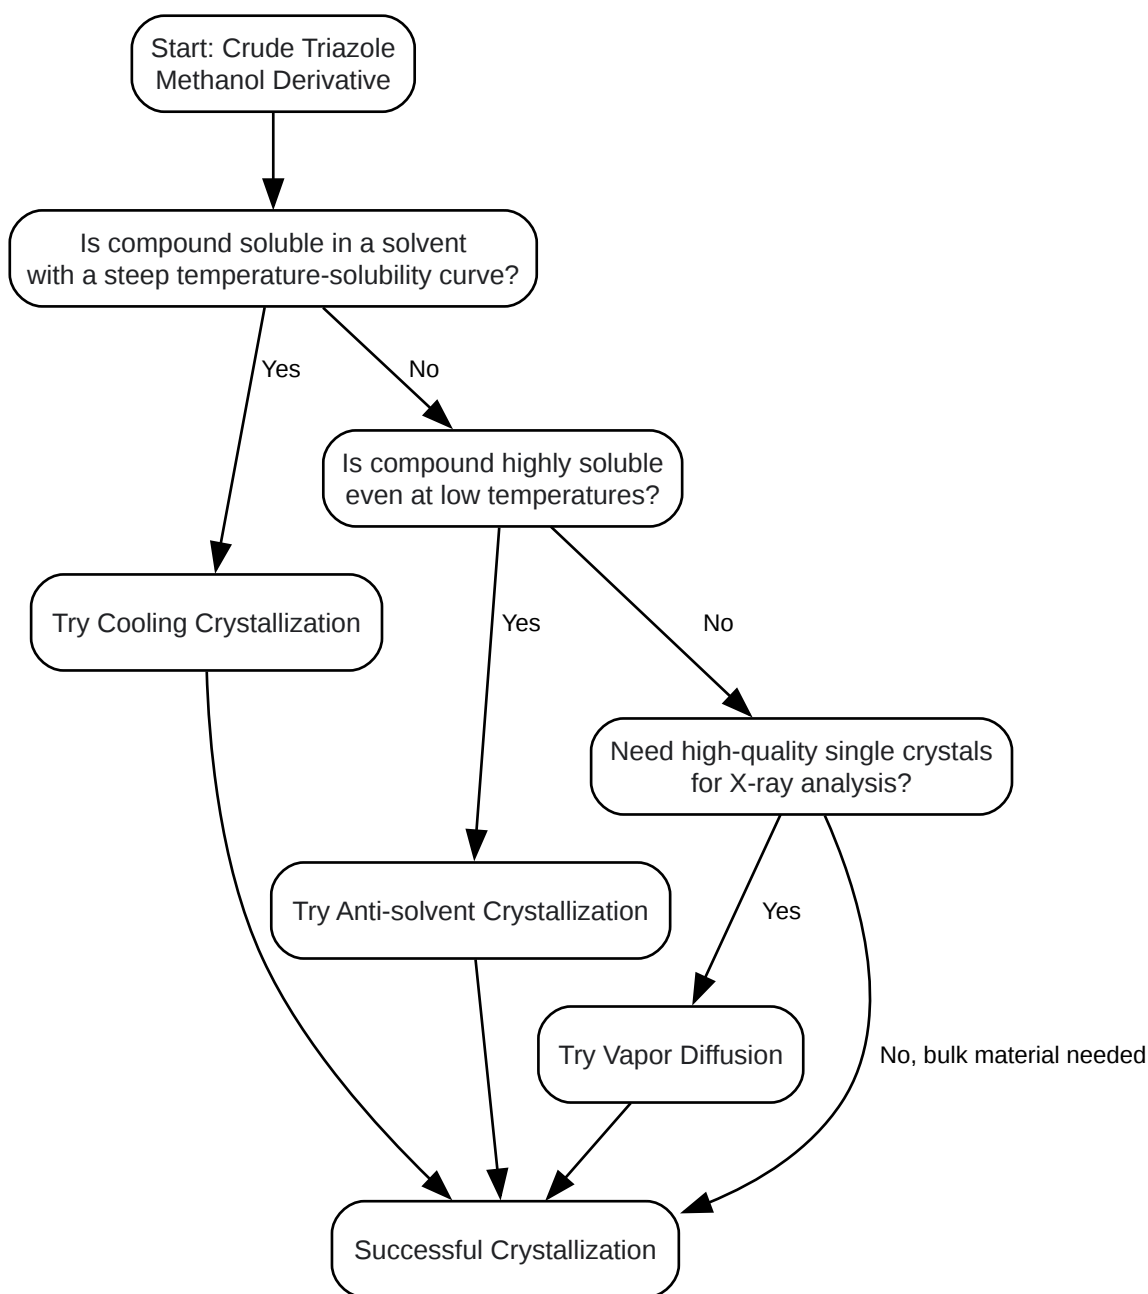 Start: Crude Triazole
Methanol Derivative
Is compound soluble in a solvent
with a steep temperature-solubility curve?
Yes
No
Is compound highly soluble
even at low temperatures?
Try Cooling Crystallization
Yes
No
Need high-quality single crystals
for X-ray analysis?
Try Anti-solvent Crystallization
Yes
Try Vapor Diffusion
No, bulk material needed
Successful Crystallization